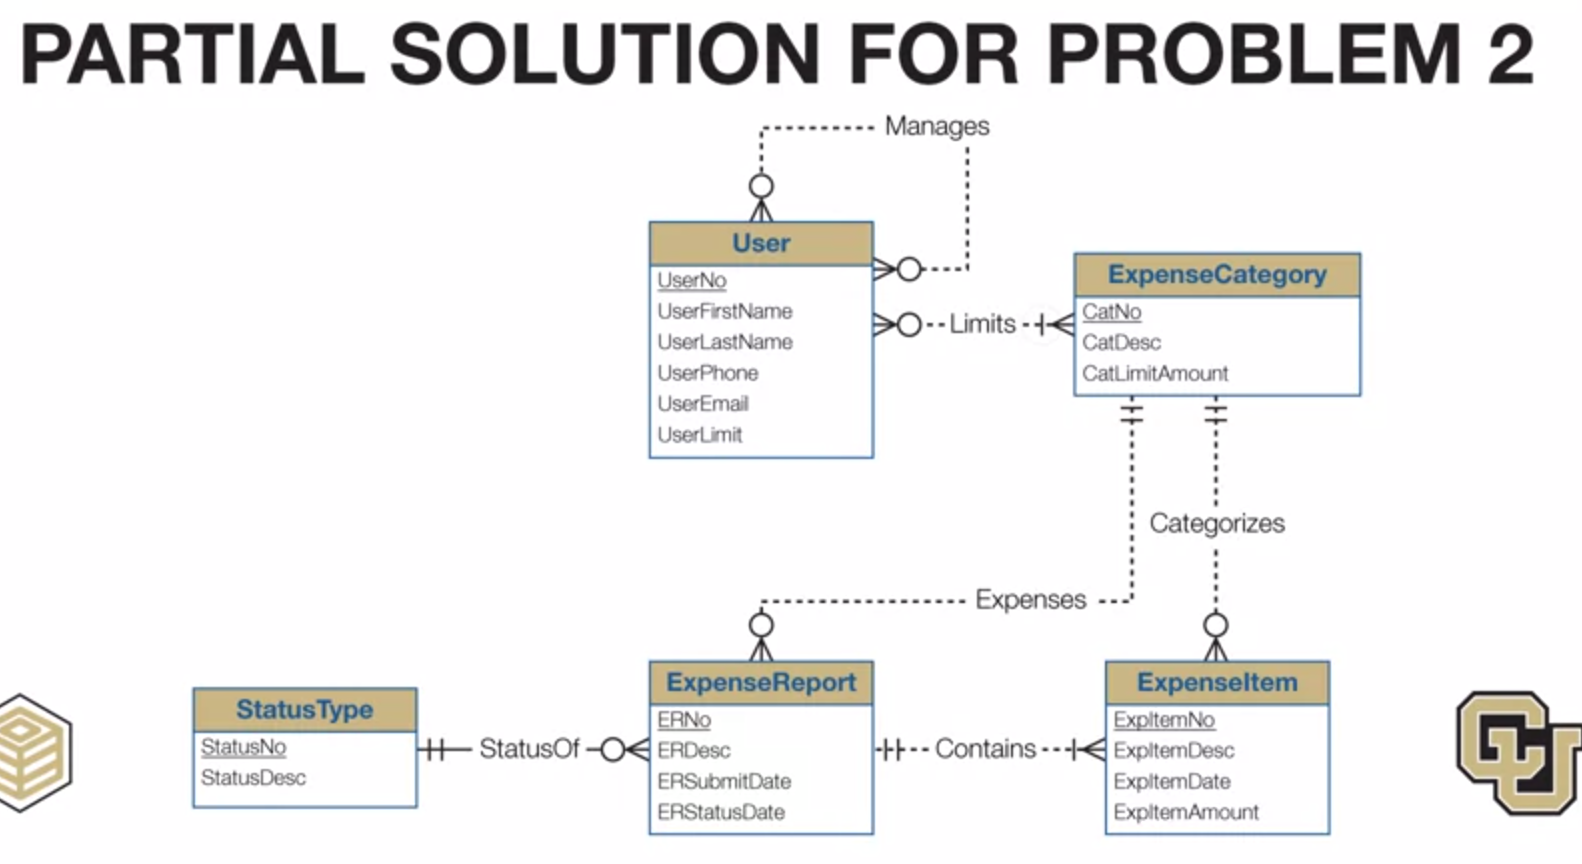 PARTIAL SOLUTION FOR PROBLEM 2
Manages
User
UserNo
UserFirstName
UserLastName
UserPhone
UserEmail
UserLimit
Limits
ExpenseCategory
CatNo
CatDesc
CatLimitAmount
Categorizes
Expenses
StatusType
StatusNo
StatusDesc
StatusOf
ExpenseReport
ERNo
ERDesc
ERSubmitDate
ERStatusDate
Contains
ExpenseItem
ExpItemNo
ExpItemDesc
ExpItemDate
ExpItemAmount
CU